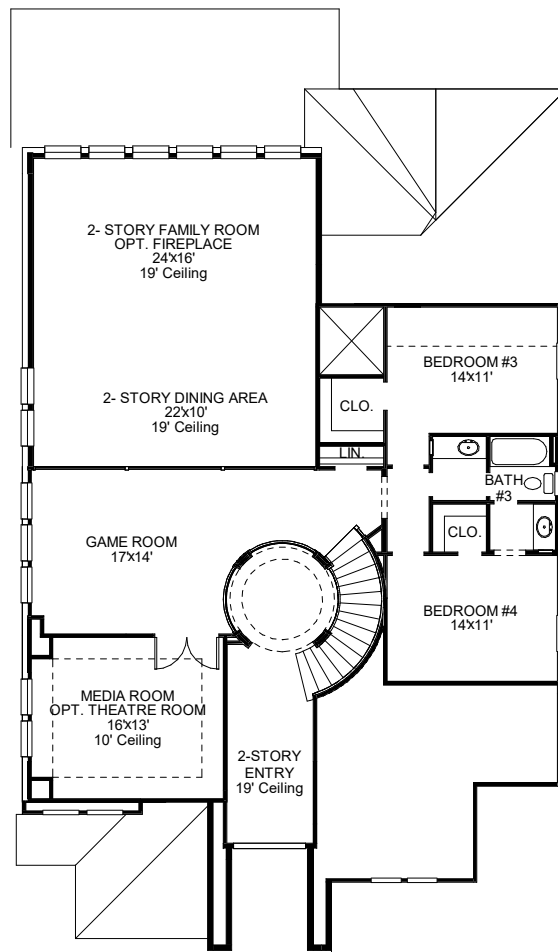 2- STORY FAMILY ROOM
OPT. FIREPLACE
24'x16'
19' Ceiling
2- STORY DINING AREA
22'x10'
19' Ceiling
BEDROOM #3
14'x11'
CLO.
LIN.
BATH
#3
CLO.
GAME ROOM
17'x14'
BEDROOM #4
14'x11'
MEDIA ROOM
OPT. THEATRE ROOM
16'x13'
10' Ceiling
2-STORY
ENTRY
19' Ceiling